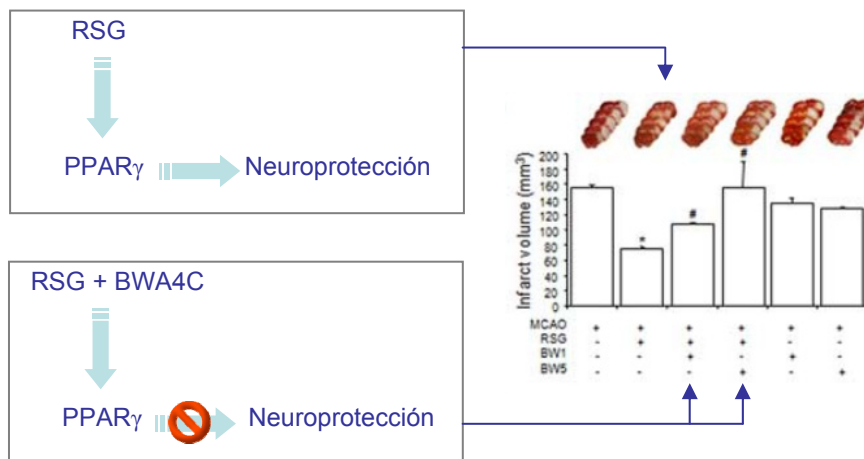 RSG
PPARγ
Neuroprotección
RSG + BWA4C
PPARγ
Neuroprotección
Infarct volume (mm³)
200
180
160
140
120
100
80
60
40
20
0
*
#
#
MCAO + + + + + +
RSG - + + + - -
BW1 - - + - + -
BW5 - - - + - +